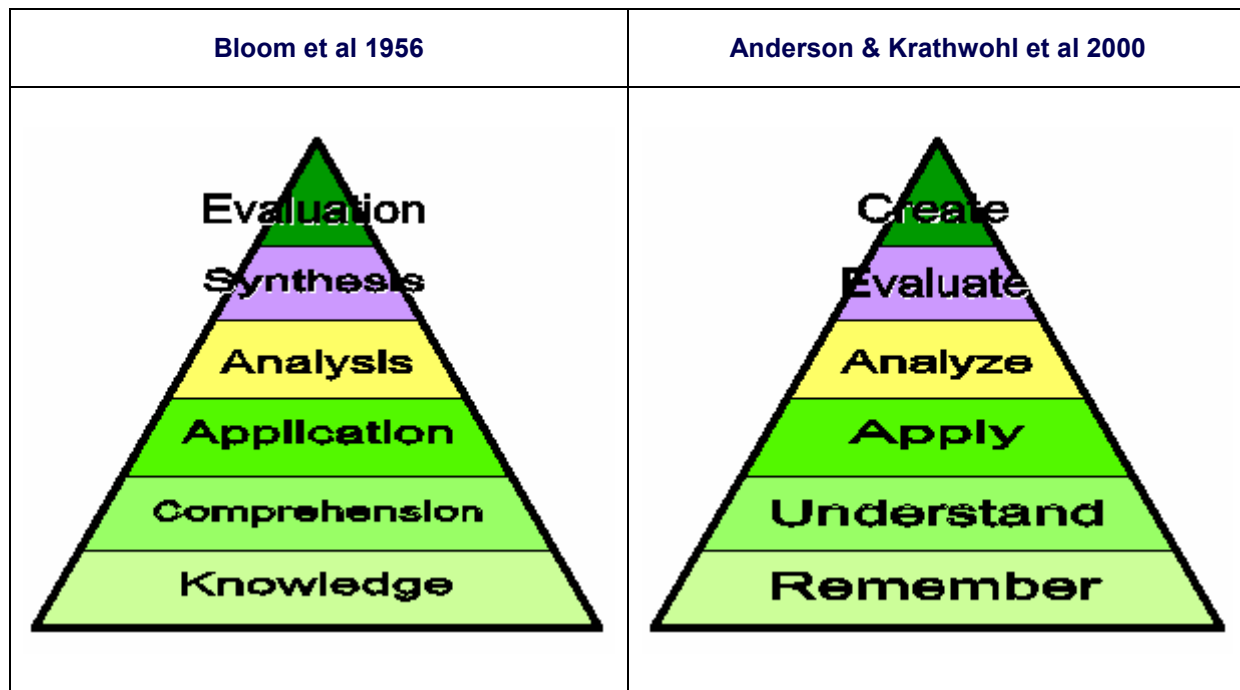 Bloom et al 1956
Anderson & Krathwohl et al 2000
Evaluation
Synthesis
Analysis
Application
Comprehension
Knowledge
Create
Evaluate
Analyze
Apply
Understand
Remember